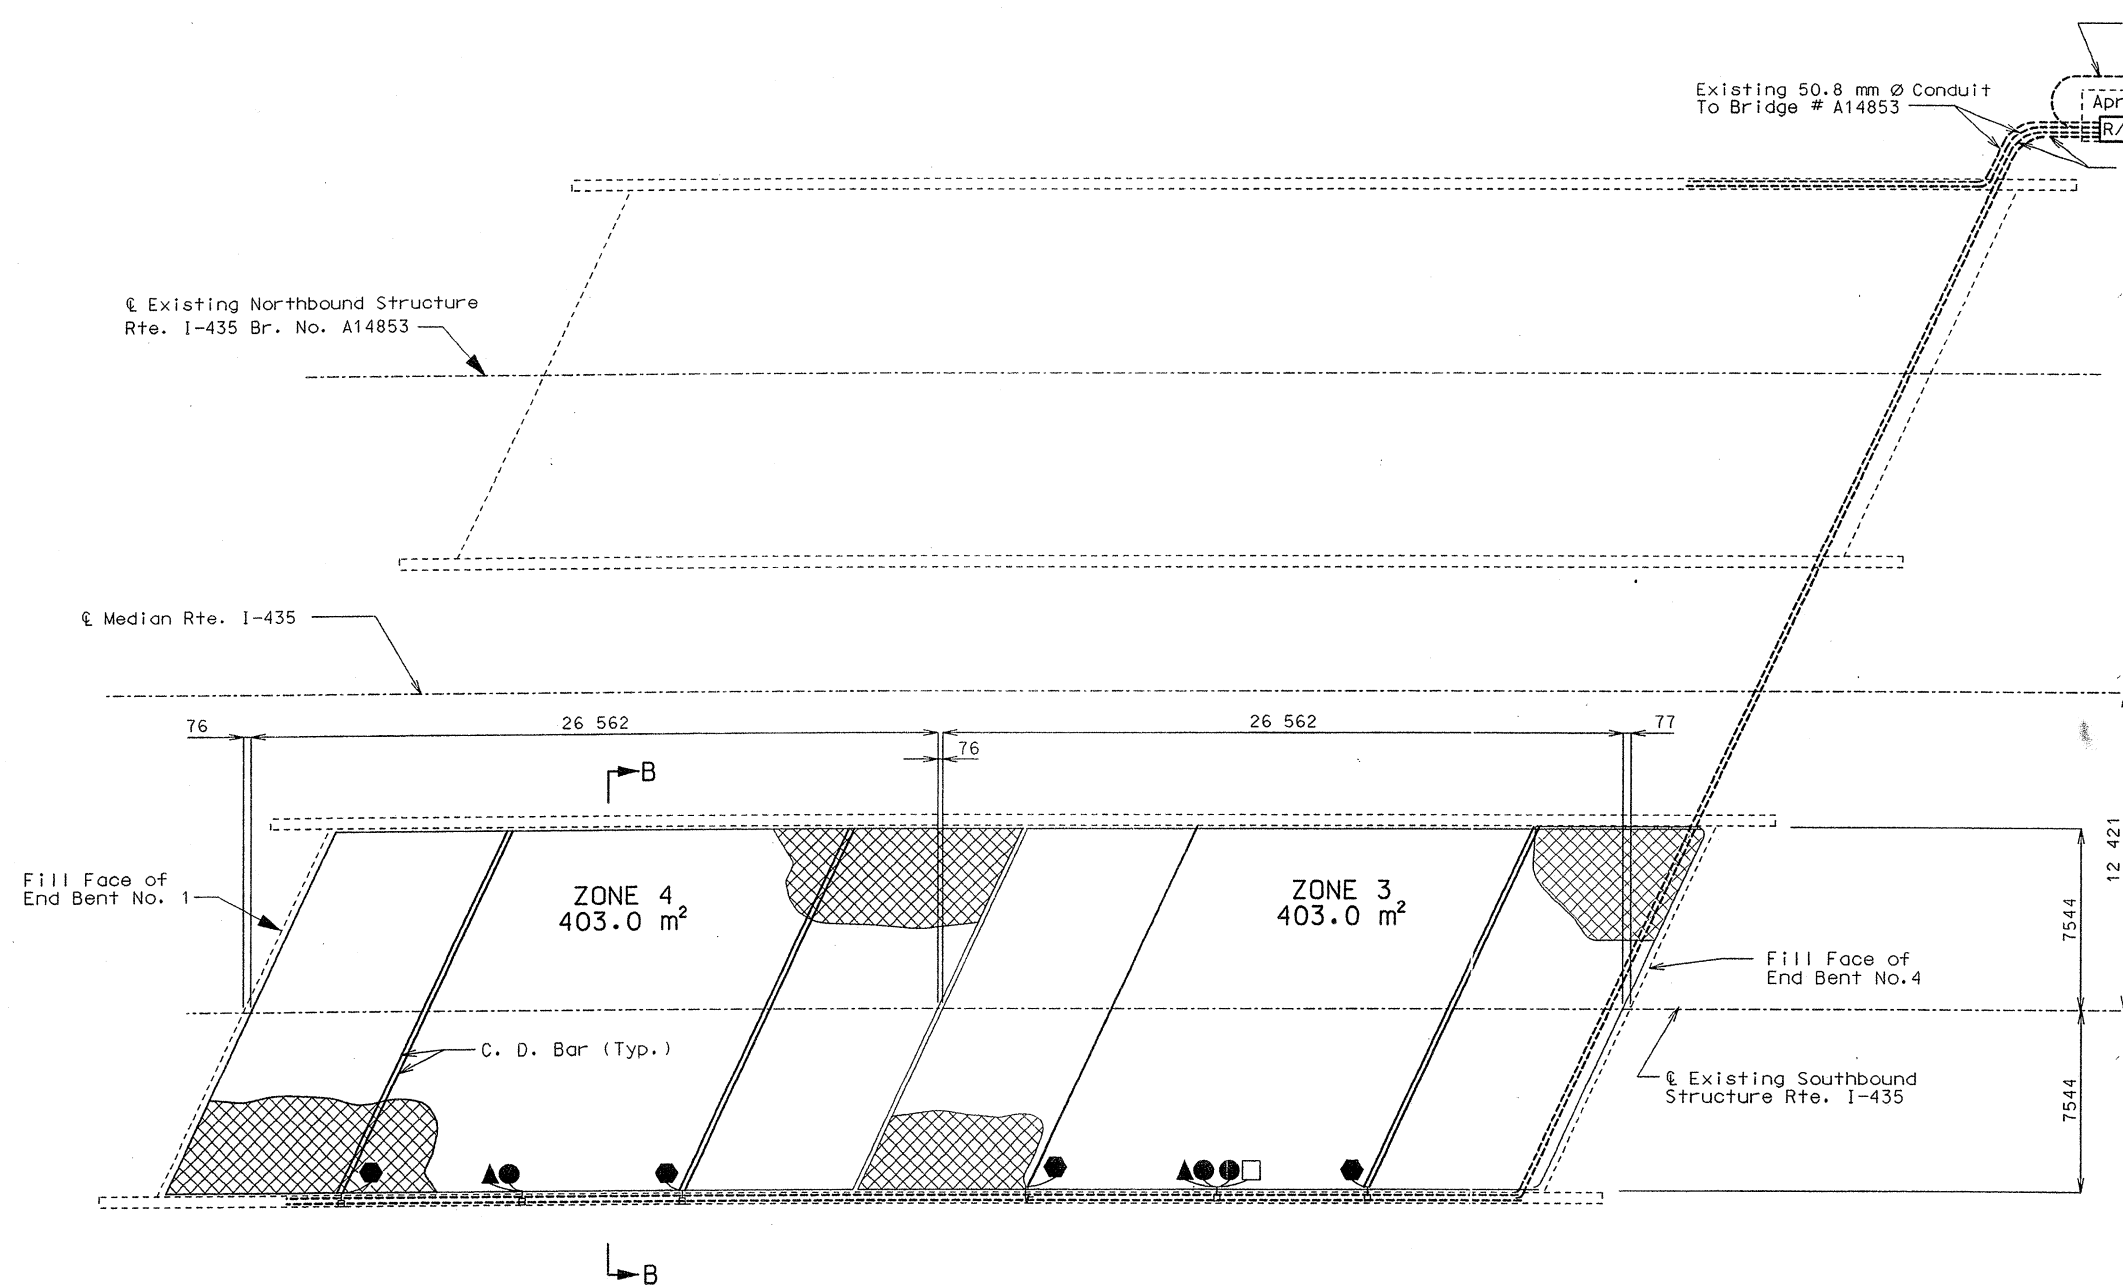 Existing 50.8 mm Ø Conduit
To Bridge # A14853
Apr
R/
℄ Existing Northbound Structure
Rte. I-435 Br. No. A14853
℄ Median Rte. I-435
76
26 562
26 562
77
76
B
12 421
Fill Face of
End Bent No. 1
ZONE 4
403.0 m²
ZONE 3
403.0 m²
7544
Fill Face of
End Bent No.4
C. D. Bar (Typ.)
℄ Existing Southbound
Structure Rte. I-435
7544
B